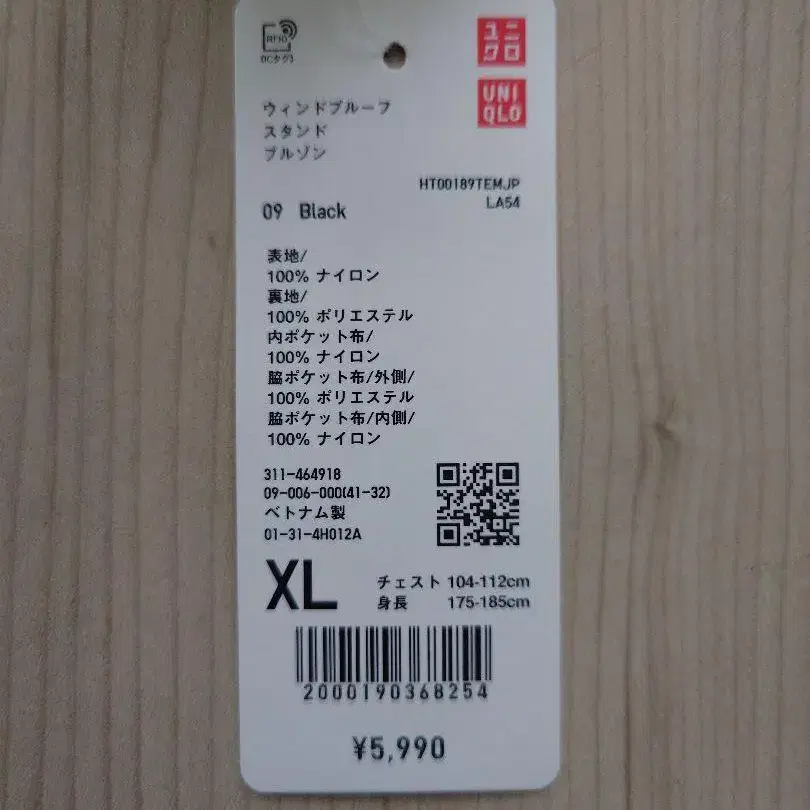 RFID
ユニ
クロ
UNI
QLO
ウィンドプルーフ
スタンド
ブルゾン
HT00189TEMJP
LA54
09 Black
表地/
100% ナイロン
裏地/
100% ポリエステル
内ポケット布/
100% ナイロン
脇ポケット布/外側/
100% ポリエステル
脇ポケット布/内側/
100% ナイロン
311-464918
09-006-000(41-32)
ベトナム製
01-31-4H012A
XL
チェスト 104-112cm
身長 175-185cm
2000190368254
¥5,990